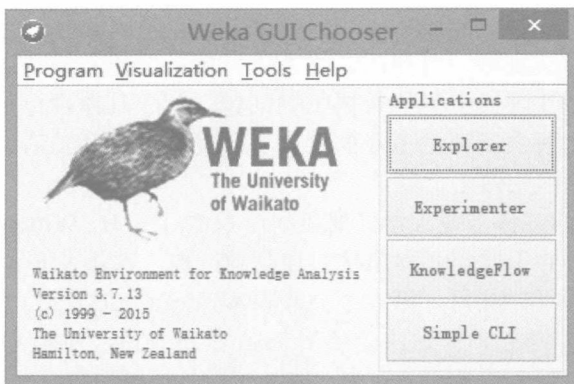 Weka GUI Chooser
Program Visualization Tools Help
WEKA
The University
of Waikato
Waikato Environment for Knowledge Analysis
Version 3.7.13
(c) 1999 - 2015
The University of Waikato
Hamilton, New Zealand
Applications
Explorer
Experimenter
KnowledgeFlow
Simple CLI